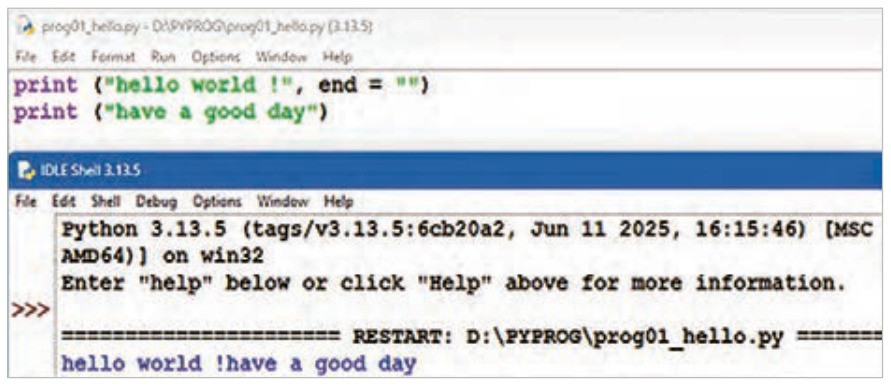 prog01_hello.py - D:\PYPROG\prog01_hello.py (3.13.5)
File Edit Format Run Options Window Help
print ("hello world !", end = "")
print ("have a good day")
IDLE Shell 3.13.5
File Edit Shell Debug Options Window Help
Python 3.13.5 (tags/v3.13.5:6cb20a2, Jun 11 2025, 16:15:46) [MSC
AMD64)] on win32
Enter "help" below or click "Help" above for more information.
>>>
====================== RESTART: D:\PYPROG\prog01_hello.py =======
hello world !have a good day